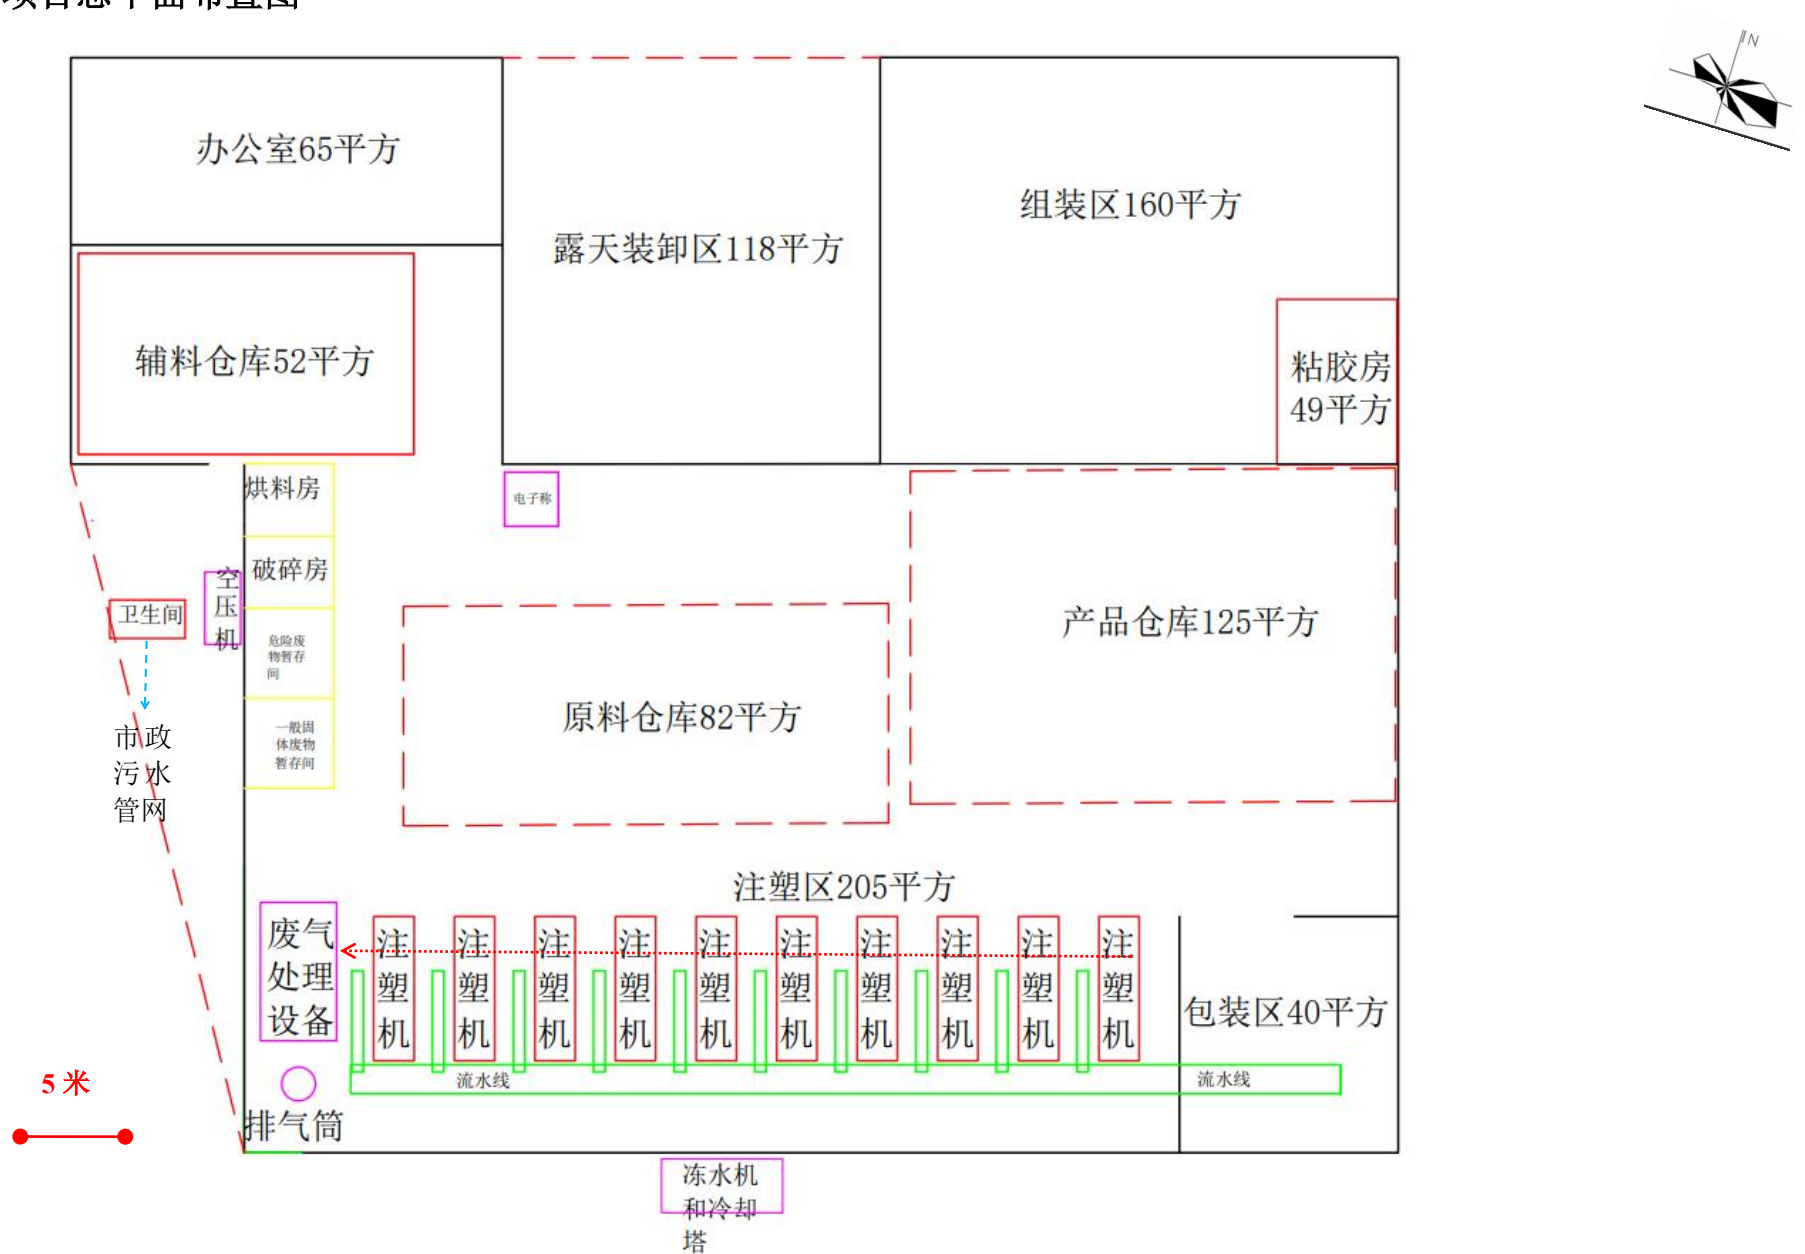 项目总平面布置图
N
办公室65平方
组装区160平方
露天装卸区118平方
辅料仓库52平方
粘胶房
49平方
烘料房
电子称
破碎房
空
压
机
卫生间
危险废
物暂存
间
产品仓库125平方
原料仓库82平方
一般固
体废物
暂存间
市政
污水
管网
注塑区205平方
废气
处理
设备
注
塑
机
注
塑
机
注
塑
机
注
塑
机
注
塑
机
注
塑
机
注
塑
机
注
塑
机
注
塑
机
注
塑
机
包装区40平方
流水线
流水线
5米
排气筒
冻水机
和冷却
塔